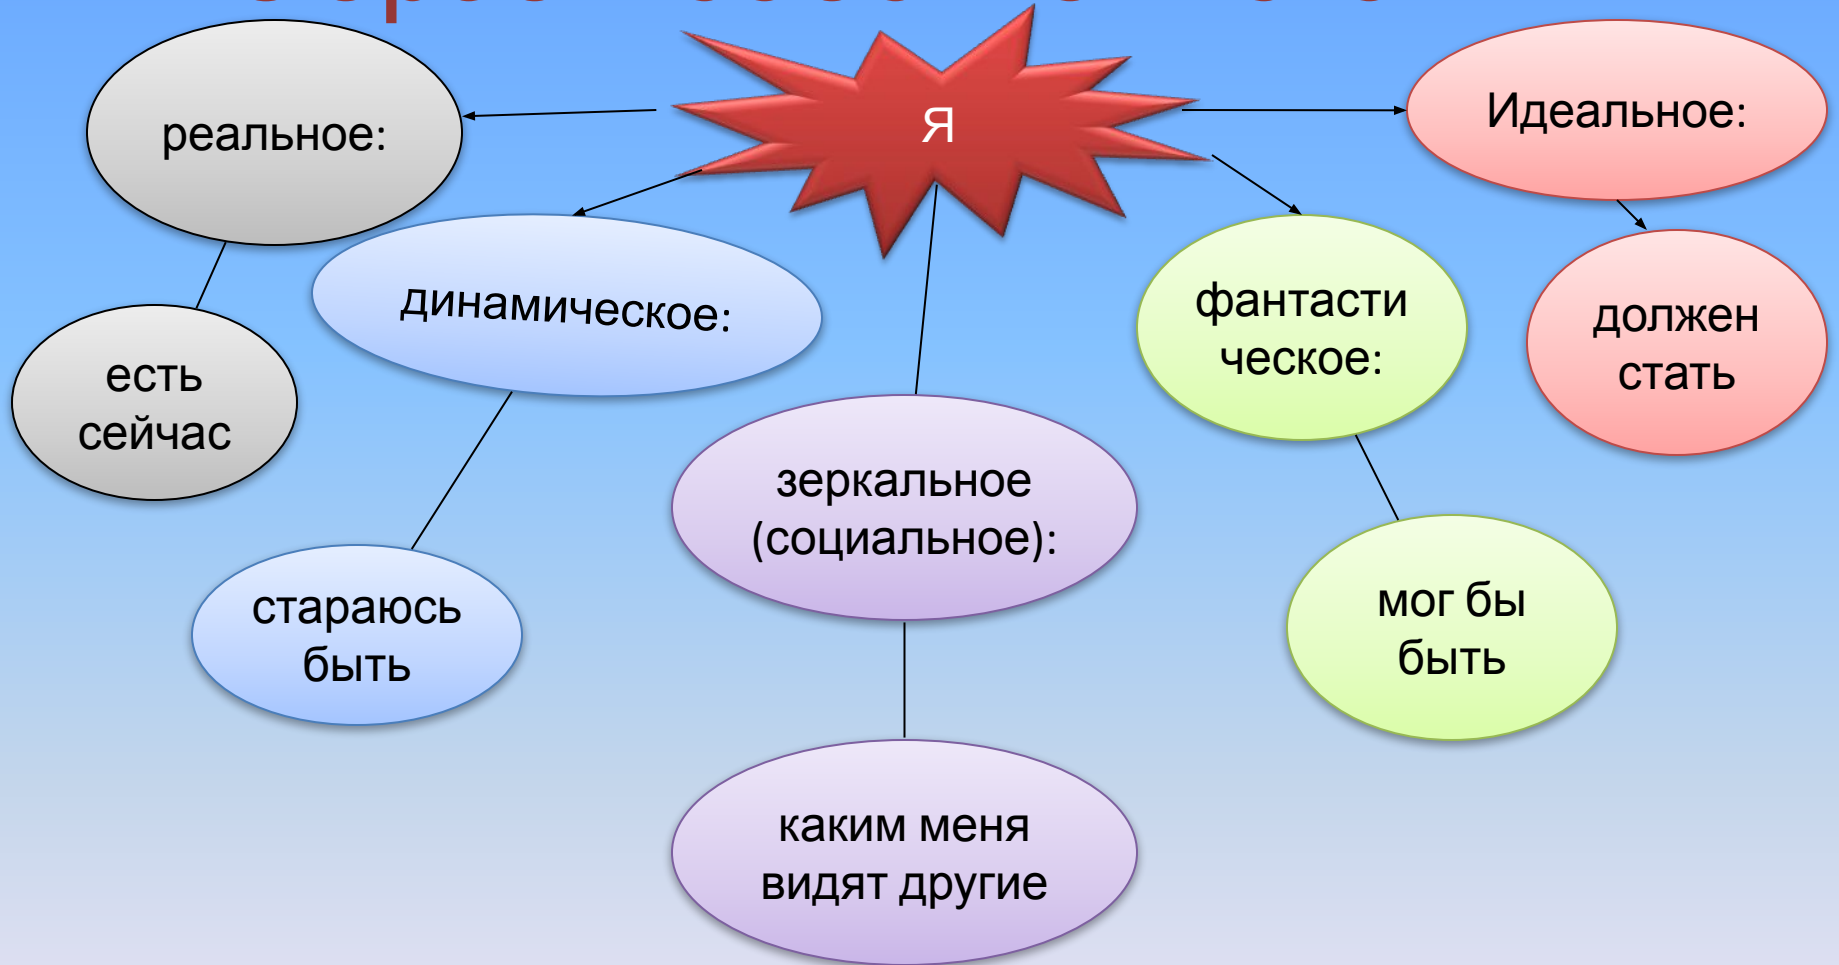 Я
реальное:
Идеальное:
динамическое:
фантасти
ческое:
должен
стать
есть
сейчас
зеркальное
(социальное):
стараюсь
быть
мог бы
быть
каким меня
видят другие